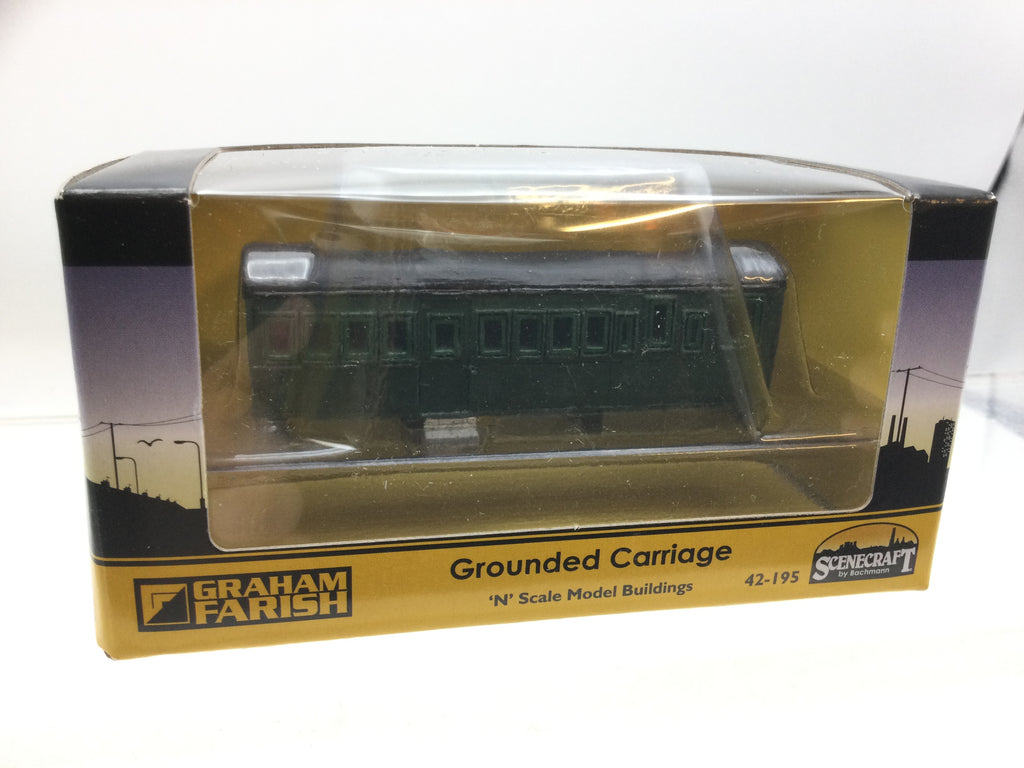 GRAHAM
FARISH
Grounded Carriage
'N' Scale Model Buildings
42-195
SCENECRAFT
by Bachmann